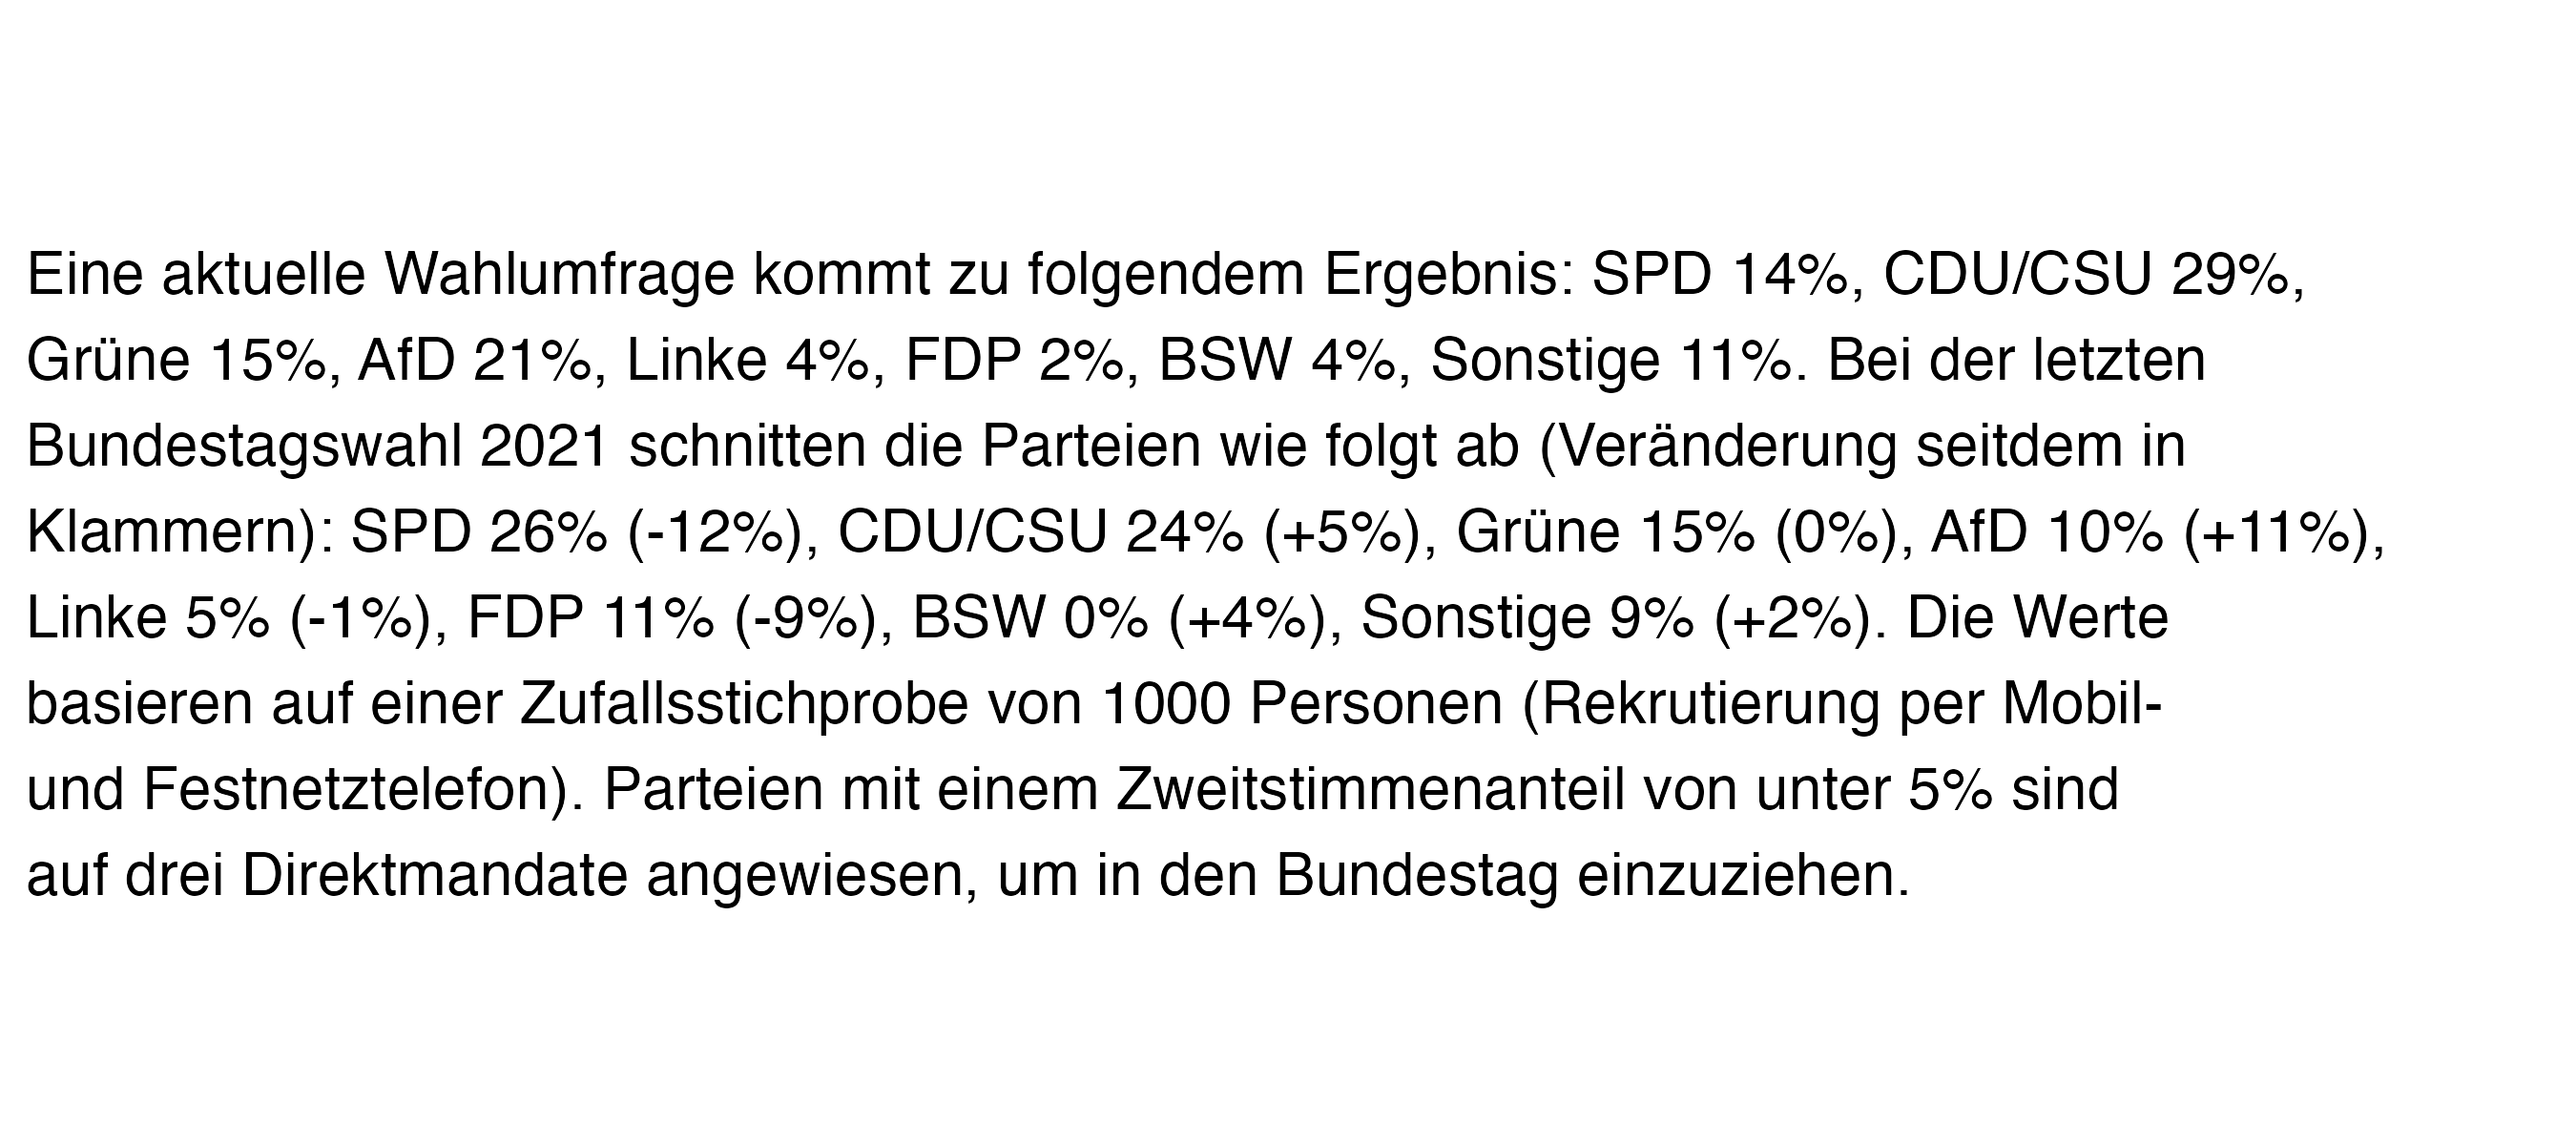 Eine aktuelle Wahlumfrage kommt zu folgendem Ergebnis: SPD 14%, CDU/CSU 29%,
Grüne 15%, AfD 21%, Linke 4%, FDP 2%, BSW 4%, Sonstige 11%. Bei der letzten
Bundestagswahl 2021 schnitten die Parteien wie folgt ab (Veränderung seitdem in
Klammern): SPD 26% (-12%), CDU/CSU 24% (+5%), Grüne 15% (0%), AfD 10% (+11%),
Linke 5% (-1%), FDP 11% (-9%), BSW 0% (+4%), Sonstige 9% (+2%). Die Werte
basieren auf einer Zufallsstichprobe von 1000 Personen (Rekrutierung per Mobil-
und Festnetztelefon). Parteien mit einem Zweitstimmenanteil von unter 5% sind
auf drei Direktmandate angewiesen, um in den Bundestag einzuziehen.